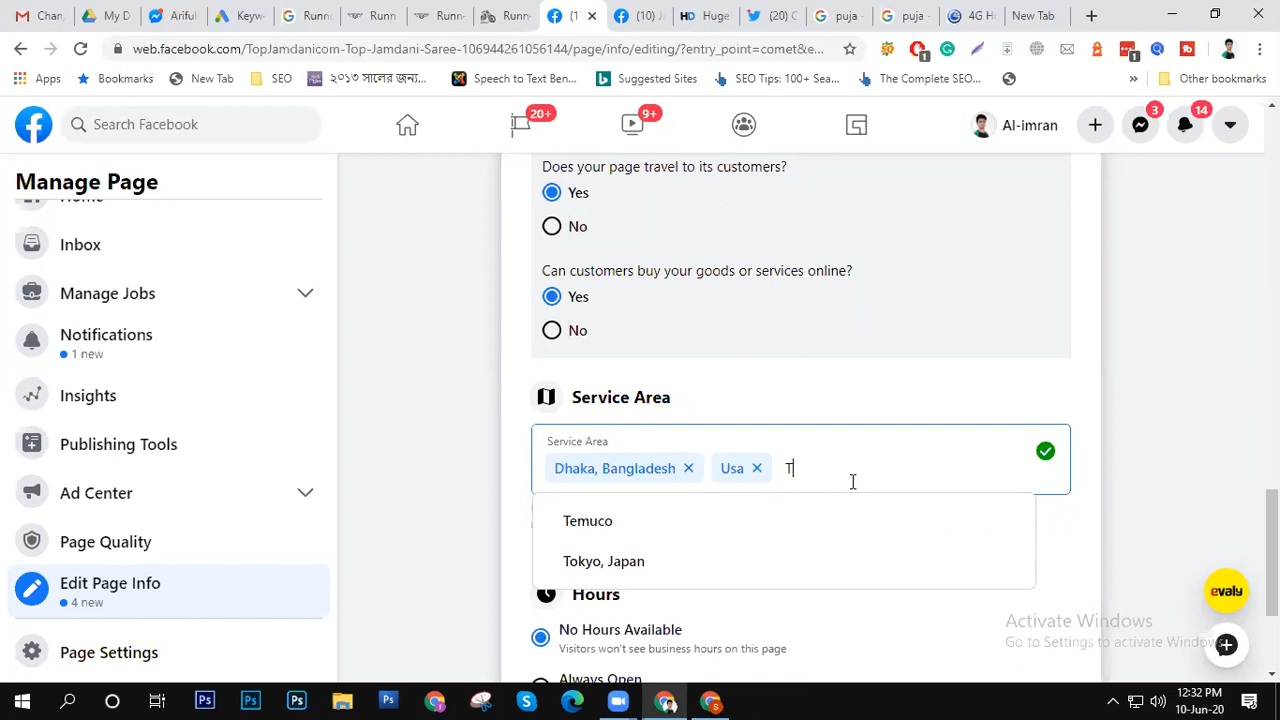 Chan
My D
Ariful
Keyw
Runn
Runn
Runn
Runn
(1
(10) J
HD Huge
(20) C
puja -
puja -
4G H
New Tab
web.facebook.com/TopJamdanicom-Top-Jamdani-Saree-106944261056144/page/info/editing/?entry_point=comet&e...
1
1
Apps
Bookmarks
New Tab
SEO
২০১৩ সালের জন্য...
Speech to Text Ben...
Suggested Sites
SEO Tips: 100+ Sea...
The Complete SEO...
»
Other bookmarks
Search Facebook
20+
9+
Al-imran
3
14
Manage Page
Home
Inbox
Manage Jobs
Notifications
1 new
Insights
Publishing Tools
Ad Center
Page Quality
Edit Page Info
4 new
Page Settings
Does your page travel to its customers?
Yes
No
Can customers buy your goods or services online?
Yes
No
Service Area
Service Area
Dhaka, Bangladesh ×
Usa ×
T
Temuco
Tokyo, Japan
Hours
No Hours Available
Visitors won't see business hours on this page
Always Open
evaly
Activate Windows
Go to Settings to activate Windows
12:32 PM
10-Jun-20